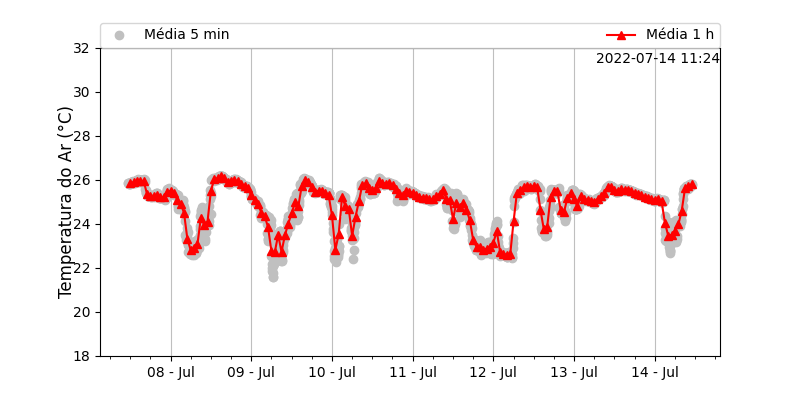 Média 5 min
Média 1 h
2022-07-14 11:24
Temperatura do Ar (°C)
32
30
28
26
24
22
20
18
08 - Jul
09 - Jul
10 - Jul
11 - Jul
12 - Jul
13 - Jul
14 - Jul